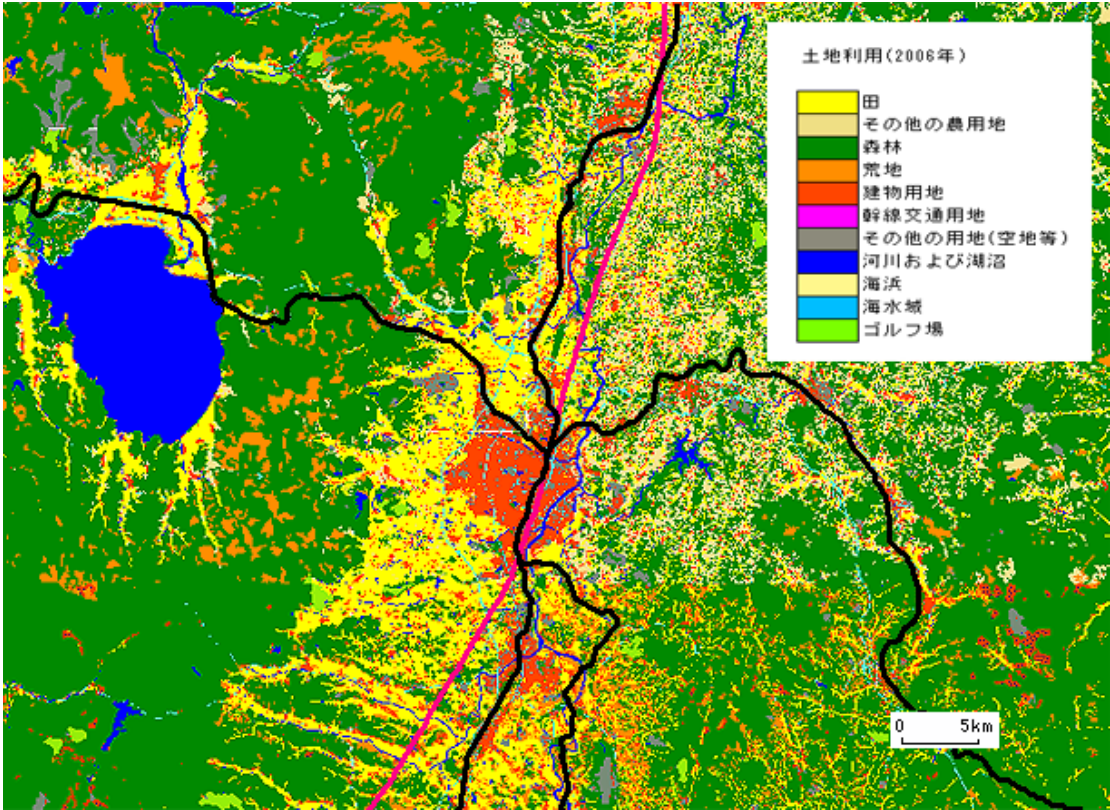 土地利用(2006年)
田
その他の農用地
森林
荒地
建物用地
幹線交通用地
その他の用地(空地等)
河川および湖沼
海浜
海水域
ゴルフ場
0 5km